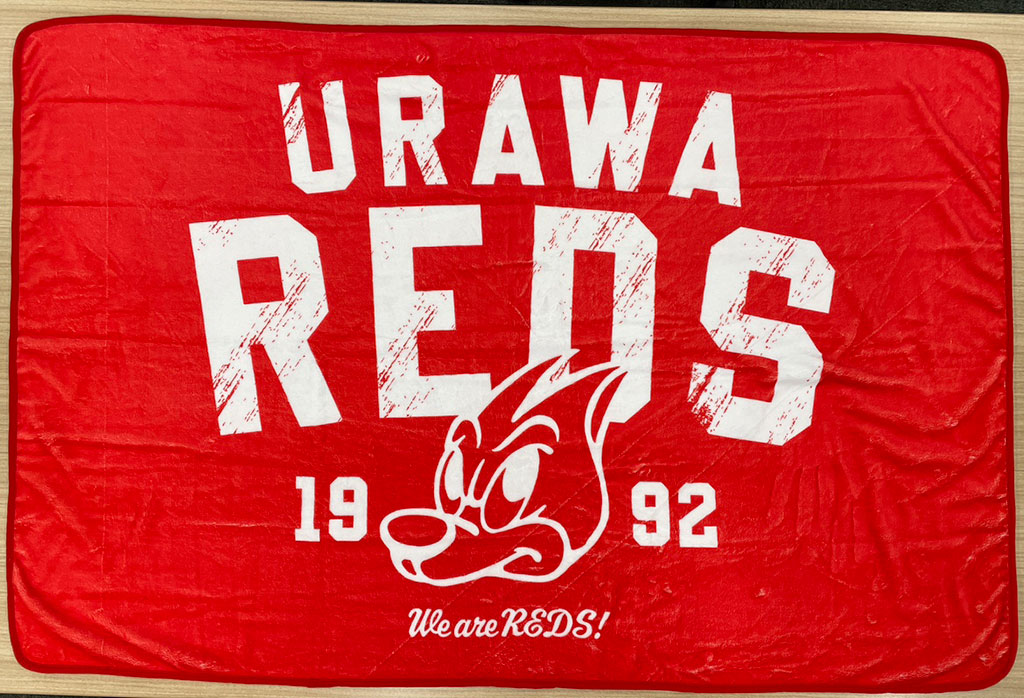 URAWA
REDS
19 92
We are REDS!